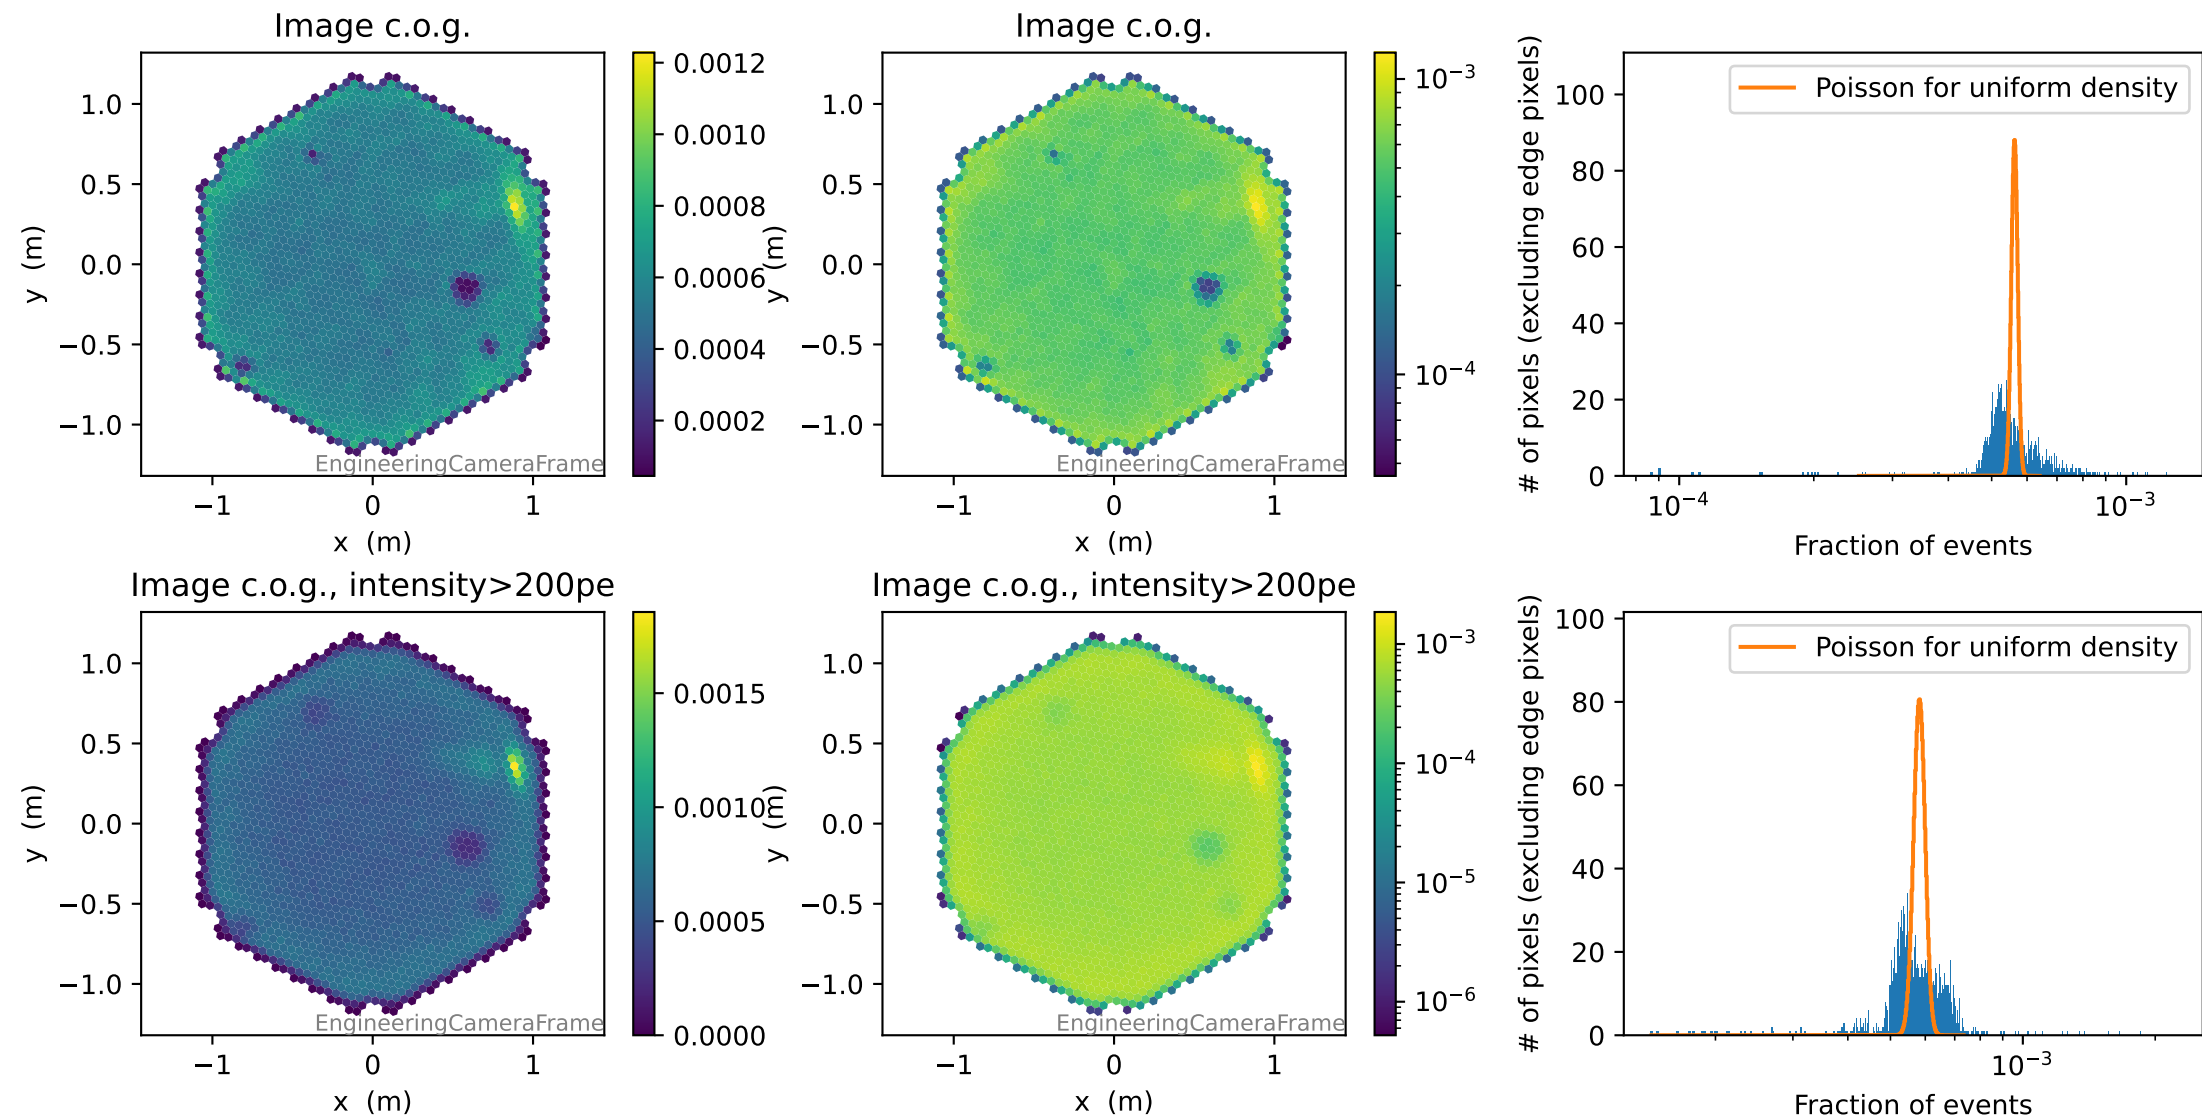 Image c.o.g.
1.0
0.5
0.0
−0.5
−1.0
y (m)
−1
0
1
x (m)
EngineeringCameraFrame
0.0012
0.0010
0.0008
0.0006
0.0004
0.0002
Image c.o.g.
1.0
0.5
0.0
−0.5
−1.0
y (m)
−1
0
1
x (m)
EngineeringCameraFrame
10⁻³
10⁻⁴
# of pixels (excluding edge pixels)
100
80
60
40
20
0
Poisson for uniform density
10⁻⁴
10⁻³
Fraction of events
Image c.o.g., intensity>200pe
1.0
0.5
0.0
−0.5
−1.0
y (m)
−1
0
1
x (m)
EngineeringCameraFrame
0.0015
0.0010
0.0005
0.0000
Image c.o.g., intensity>200pe
1.0
0.5
0.0
−0.5
−1.0
y (m)
−1
0
1
x (m)
EngineeringCameraFrame
10⁻³
10⁻⁴
10⁻⁵
10⁻⁶
# of pixels (excluding edge pixels)
100
80
60
40
20
0
Poisson for uniform density
10⁻³
Fraction of events